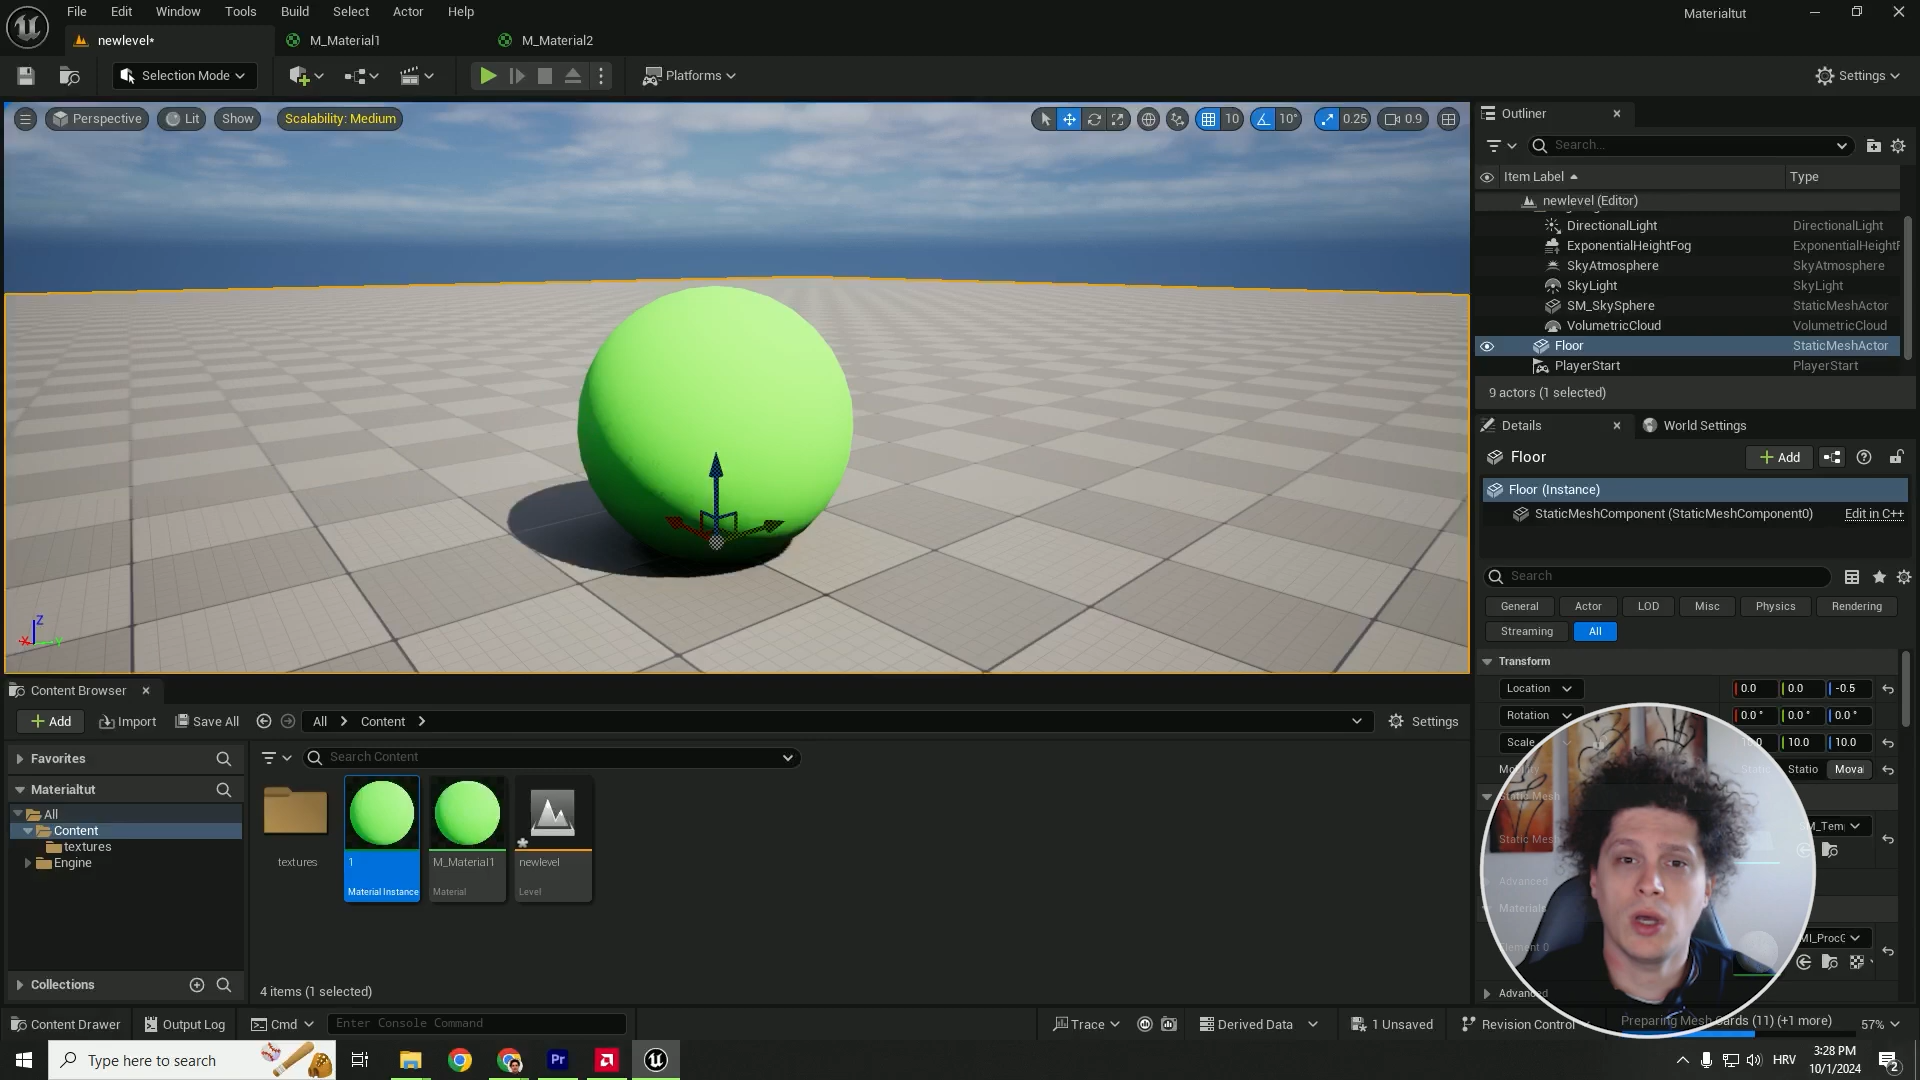 File Edit Window Tools Build Select Actor Help
Materialtut
newlevel*
M_Material1
M_Material2
Selection Mode
Platforms
Settings
Perspective
Lit
Show
Scalability: Medium
10
10°
0.25
0.9
Outliner
Search...
Item Label
Type
newlevel (Editor)
DirectionalLight DirectionalLight
ExponentialHeightFog ExponentialHeightF
SkyAtmosphere SkyAtmosphere
SkyLight SkyLight
SM_SkySphere StaticMeshActor
VolumetricCloud VolumetricCloud
Floor StaticMeshActor
PlayerStart PlayerStart
9 actors (1 selected)
Details
World Settings
Floor
Add
Floor (Instance)
StaticMeshComponent (StaticMeshComponent0) Edit in C++
Search
General Actor LOD Misc Physics Rendering
Streaming All
Transform
Location 0.0 0.0 -0.5
Rotation 0.0° 0.0° 0.0°
Scale 10.0 10.0
Statio Moval
Static Mesh
Static Mesh
Advanced
Materials
Element 0
MI_ProcG
Advanced
Z
X
Y
Content Browser
Add
Import
Save All
All
Content
Settings
Favorites
Search Content
Materialtut
All
Content
textures
Engine
Collections
textures
1
Material Instance
M_Material1
Material
newlevel
Level
4 items (1 selected)
Content Drawer
Output Log
Cmd
Enter Console Command
Trace
Derived Data
1 Unsaved
Revision Control
Preparing Mesh Cards (11) (+1 more)
57%
Type here to search
Pr
HRV
3:28 PM
10/1/2024
2